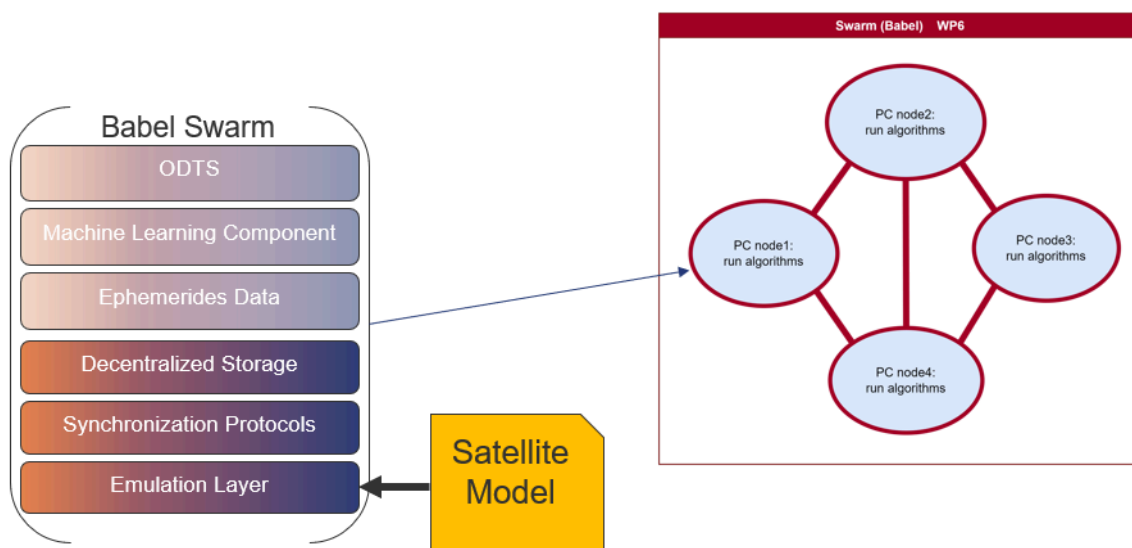 Babel Swarm
ODTS
Machine Learning Component
Ephemerides Data
Decentralized Storage
Synchronization Protocols
Emulation Layer
Satellite
Model
Swarm (Babel) WP6
PC node2:
run algorithms
PC node1:
run algorithms
PC node3:
run algorithms
PC node4:
run algorithms